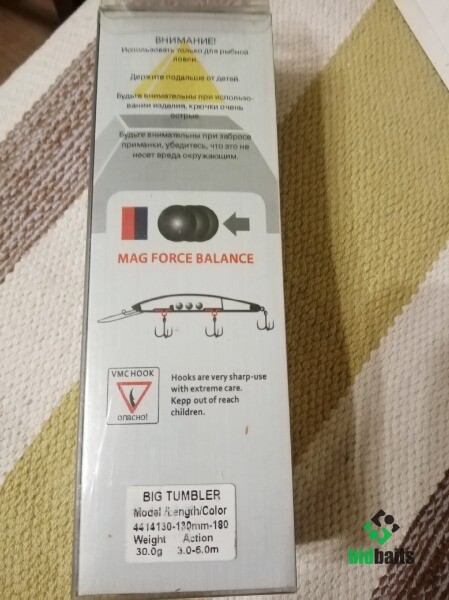 ВНИМАНИЕ!
Использовать только для рыбной
ловли.
Держите подальше от детей.
Будьте внимательны при использо-
вании изделия, крючки очень
острые.
Будьте внимательны при забросе
приманки, убедитесь, что это не
несет вреда окружающим.
MAG FORCE BALANCE
VMC HOOK
опасно!
Hooks are very sharp-use
with extreme care.
Kepp out of reach
children.
BIG TUMBLER
Model /Length/Color
4414130-130mm-180
Weight Action
30.0g 3.0-5.0m
bidbaits